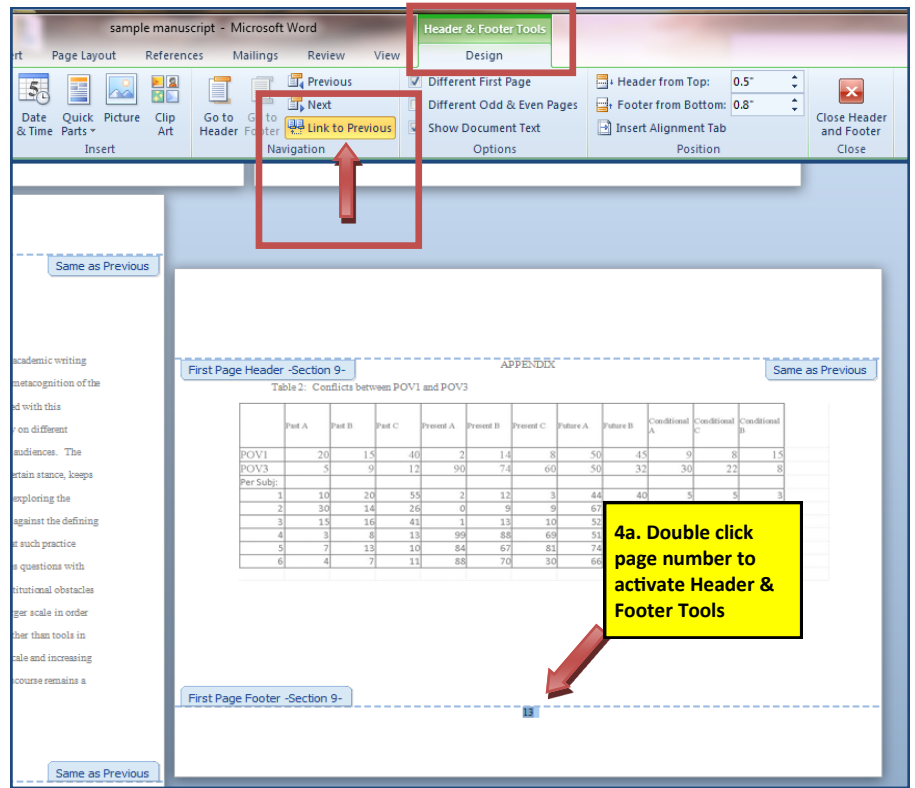 sample manuscript - Microsoft Word
Header & Footer Tools
rt Page Layout References Mailings Review View Design
5
Date & Time
Quick Parts
Picture
Clip Art
Insert
Go to Header
Go to Footer
Previous
Next
Link to Previous
Navigation
Different First Page
Different Odd & Even Pages
Show Document Text
Options
Header from Top: 0.5"
Footer from Bottom: 0.8"
Insert Alignment Tab
Position
Close Header and Footer
Close
Same as Previous
academic writing
metacognition of the
ed with this
on different
audiences. The
ertain stance, keeps
exploring the
against the defining
such practice
s questions with
titutional obstacles
ger scale in order
ther than tools in
cale and increasing
course remains a
Same as Previous
First Page Header -Section 9-
APPENDIX
Same as Previous
Table 2: Conflicts between POV1 and POV3
Past A Past B Past C Present A Present B Present C Future A Future B Conditional A Conditional C Conditional B
POV1 20 15 40 2 14 8 50 45 9 8 15
POV3 5 9 12 90 74 60 50 32 30 22 8
Per Subj:
1 10 20 55 2 12 3 44 40 5 5 3
2 30 14 26 0 9 9 67
3 15 16 41 1 13 10 52
4 3 8 13 99 88 69 51
5 7 13 10 84 67 81 74
6 4 7 11 88 70 30 66
4a. Double click
page number to
activate Header &
Footer Tools
First Page Footer -Section 9-
13